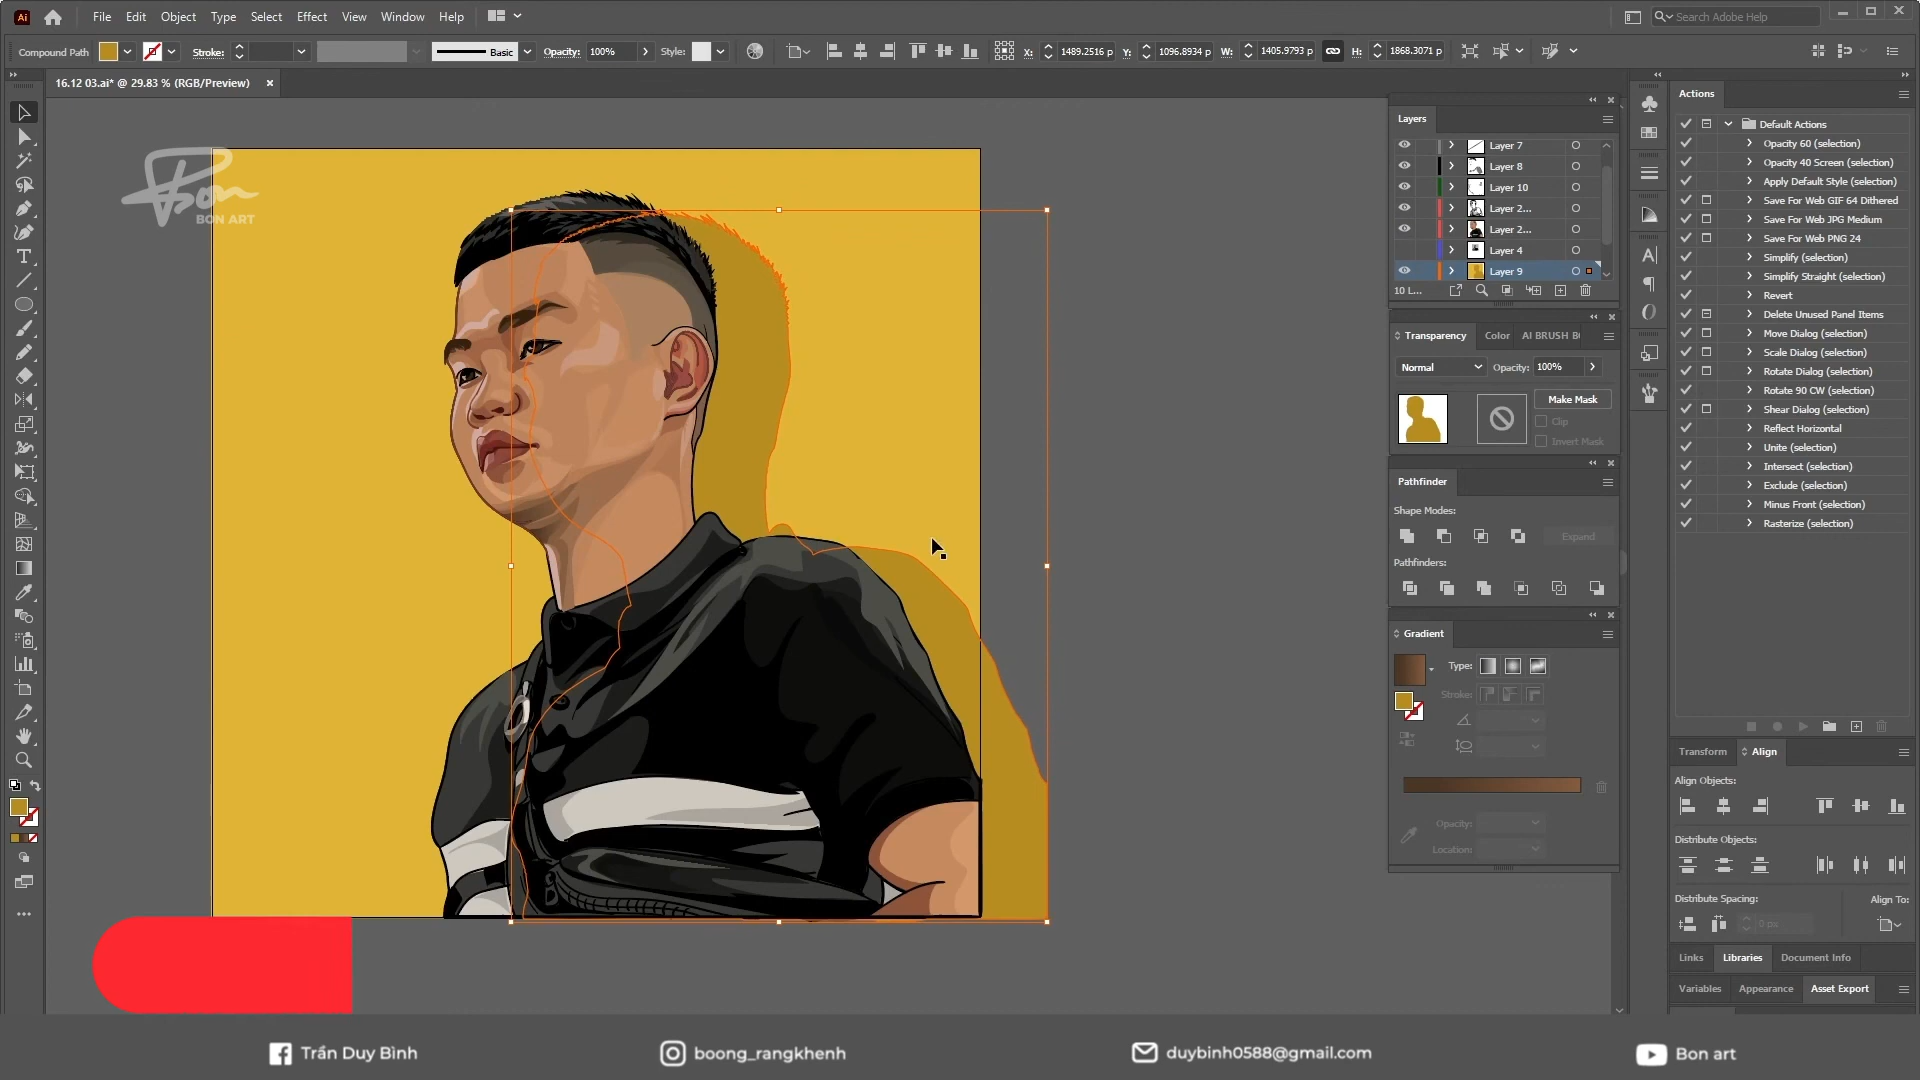 Ai File Edit Object Type Select Effect View Window Help Search Adobe Help
Compound Path Stroke: Basic Opacity: 100% Style: X: 1489.2516 p Y: 1096.8934 p W: 1405.9793 p H: 1868.3071 p
16.12 03.ai* @ 29.83 % (RGB/Preview)
Bon
BON ART
Layers
Layer 7
Layer 8
Layer 10
Layer 2...
Layer 2...
Layer 4
Layer 9
10 L...
Transparency Color AI BRUSH B
Normal Opacity: 100%
Make Mask
Clip
Invert Mask
Pathfinder
Shape Modes:
Expand
Pathfinders:
Gradient
Type:
Stroke:
Opacity:
Location:
Actions
Default Actions
Opacity 60 (selection)
Opacity 40 Screen (selection)
Apply Default Style (selection)
Save For Web GIF 64 Dithered
Save For Web JPG Medium
Save For Web PNG 24
Simplify (selection)
Simplify Straight (selection)
Revert
Delete Unused Panel Items
Move Dialog (selection)
Scale Dialog (selection)
Rotate Dialog (selection)
Rotate 90 CW (selection)
Shear Dialog (selection)
Reflect Horizontal
Unite (selection)
Intersect (selection)
Exclude (selection)
Minus Front (selection)
Rasterize (selection)
Transform Align
Align Objects:
Distribute Objects:
Distribute Spacing: Align To:
0 px
Links Libraries Document Info
Variables Appearance Asset Export
Trần Duy Bình boong_rangkhenh duybinh0588@gmail.com Bon art